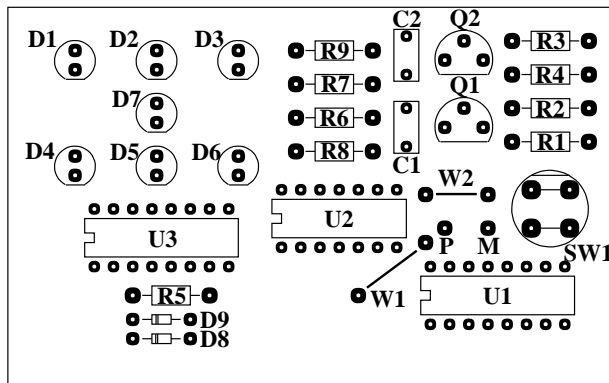 D1 D2 D3 C2 Q2 R3
R9
R4
R7 Q1
D7 R6 R2
D4 D5 D6 R8 C1 R1
W2
U3 U2 P M SW1
R5 W1 U1
D9
D8